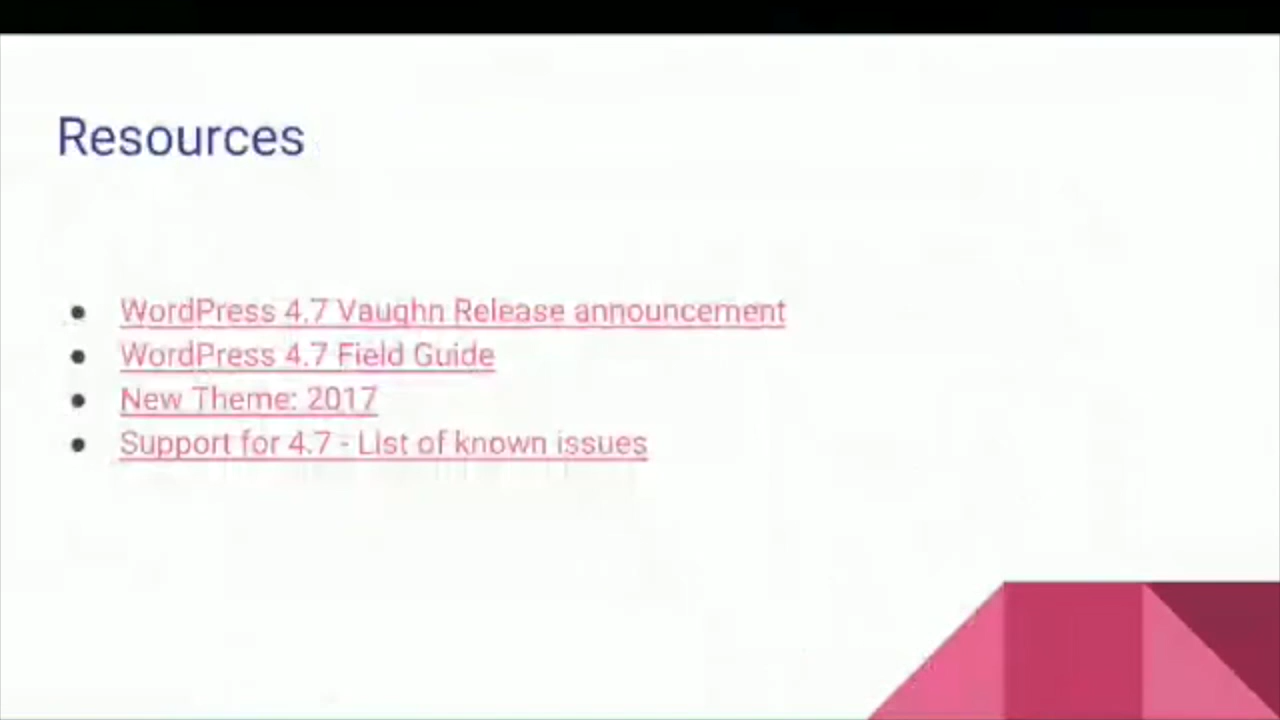 Resources
WordPress 4.7 Vaughn Release announcement
WordPress 4.7 Field Guide
New Theme: 2017
Support for 4.7 - List of known issues